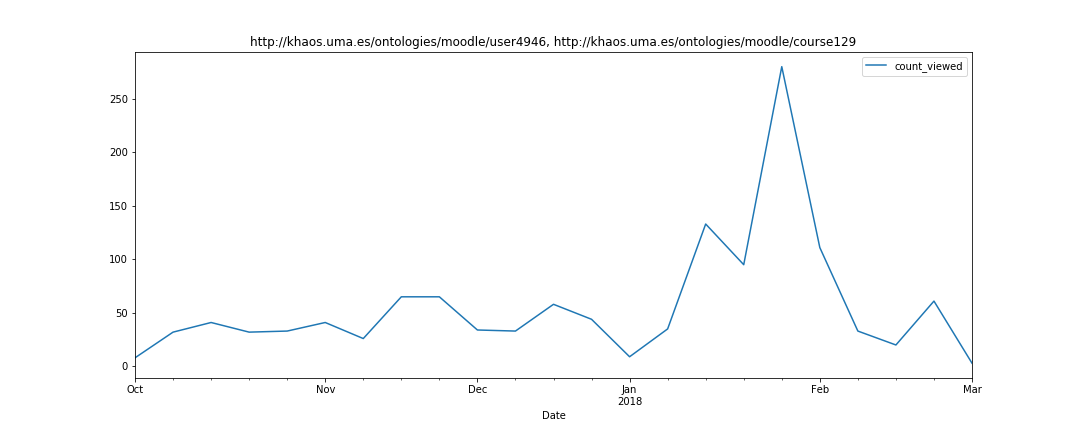 http://khaos.uma.es/ontologies/moodle/user4946, http://khaos.uma.es/ontologies/moodle/course129
count_viewed
250
200
150
100
50
0
Oct Nov Dec Jan Feb Mar
2018
Date